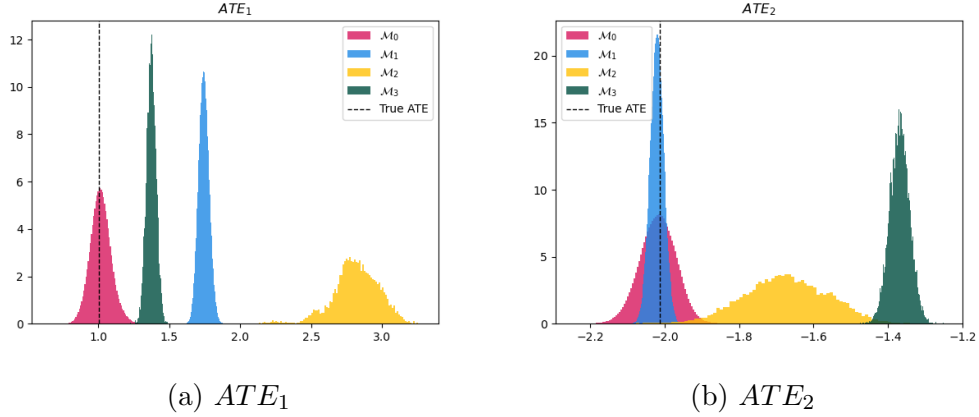 ATE₁
12
10
8
6
4
2
0
1.0
1.5
2.0
2.5
3.0
ℳ₀
ℳ₁
ℳ₂
ℳ₃
True ATE
(a) ATE₁
ATE₂
20
15
10
5
0
−2.2
−2.0
−1.8
−1.6
−1.4
−1.2
ℳ₀
ℳ₁
ℳ₂
ℳ₃
True ATE
(b) ATE₂